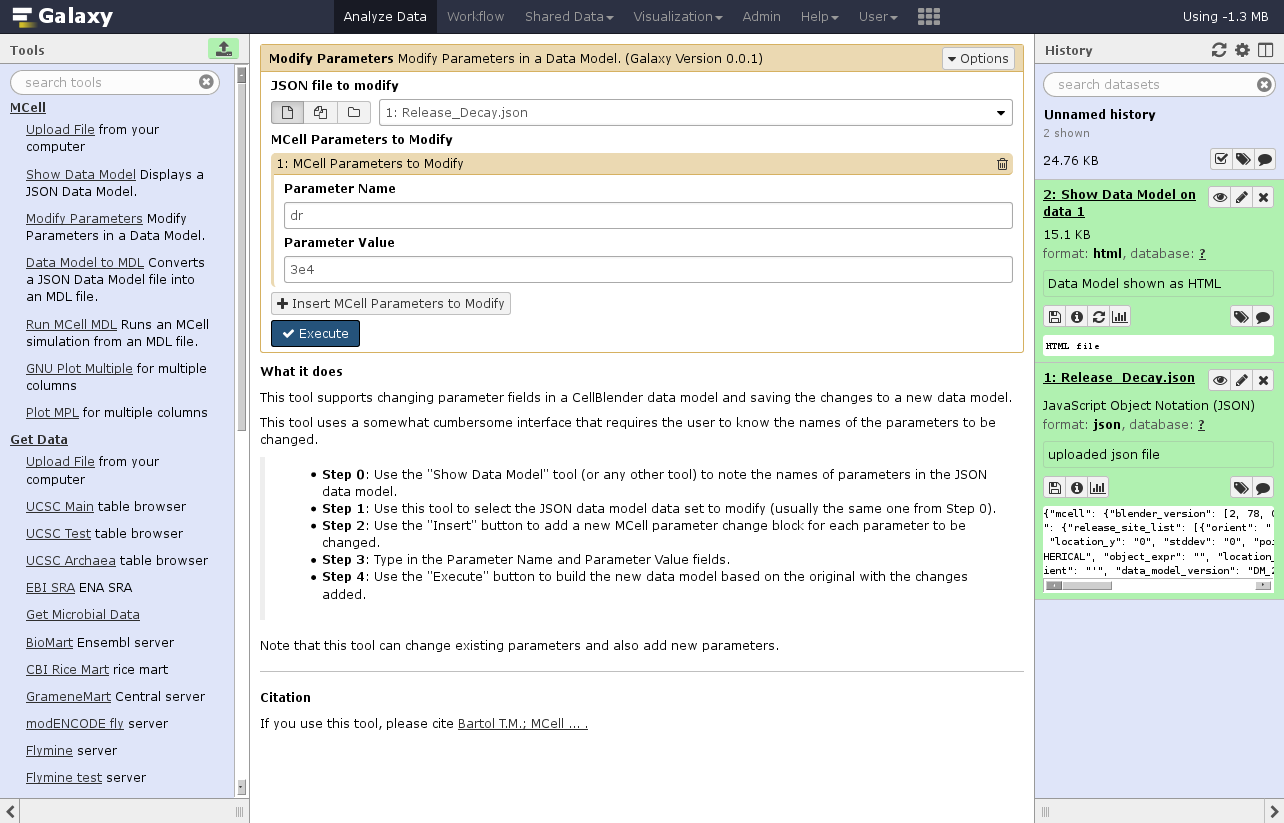 Galaxy
Analyze Data
Workflow
Shared Data
Visualization
Admin
Help
User
Using -1.3 MB
Tools
search tools
MCell
Upload File from your
computer
Show Data Model Displays a
JSON Data Model.
Modify Parameters Modify
Parameters in a Data Model.
Data Model to MDL Converts
a JSON Data Model file into
an MDL file.
Run MCell MDL Runs an MCell
simulation from an MDL file.
GNU Plot Multiple for multiple
columns
Plot MPL for multiple columns
Get Data
Upload File from your
computer
UCSC Main table browser
UCSC Test table browser
UCSC Archaea table browser
EBI SRA ENA SRA
Get Microbial Data
BioMart Ensembl server
CBI Rice Mart rice mart
GrameneMart Central server
modENCODE fly server
Flymine server
Flymine test server
Modify Parameters Modify Parameters in a Data Model. (Galaxy Version 0.0.1)
Options
JSON file to modify
1: Release_Decay.json
MCell Parameters to Modify
1: MCell Parameters to Modify
Parameter Name
dr
Parameter Value
3e4
Insert MCell Parameters to Modify
Execute
What it does
This tool supports changing parameter fields in a CellBlender data model and saving the changes to a new data model.
This tool uses a somewhat cumbersome interface that requires the user to know the names of the parameters to be
changed.
• Step 0: Use the "Show Data Model" tool (or any other tool) to note the names of parameters in the JSON
data model.
• Step 1: Use this tool to select the JSON data model data set to modify (usually the same one from Step 0).
• Step 2: Use the "Insert" button to add a new MCell parameter change block for each parameter to be
changed.
• Step 3: Type in the Parameter Name and Parameter Value fields.
• Step 4: Use the "Execute" button to build the new data model based on the original with the changes
added.
Note that this tool can change existing parameters and also add new parameters.
Citation
If you use this tool, please cite Bartol T.M.; MCell ... .
History
search datasets
Unnamed history
2 shown
24.76 KB
2: Show Data Model on
data 1
15.1 KB
format: html, database: ?
Data Model shown as HTML
HTML file
1: Release_Decay.json
JavaScript Object Notation (JSON)
format: json, database: ?
uploaded json file
{"mcell": {"blender_version": [2, 78, 0
": {"release_site_list": [{"orient": "
"location_y": "0", "stddev": "0", "poi
HERICAL", "object_expr": "", "location_
ient": "'", "data_model_version": "DM_2